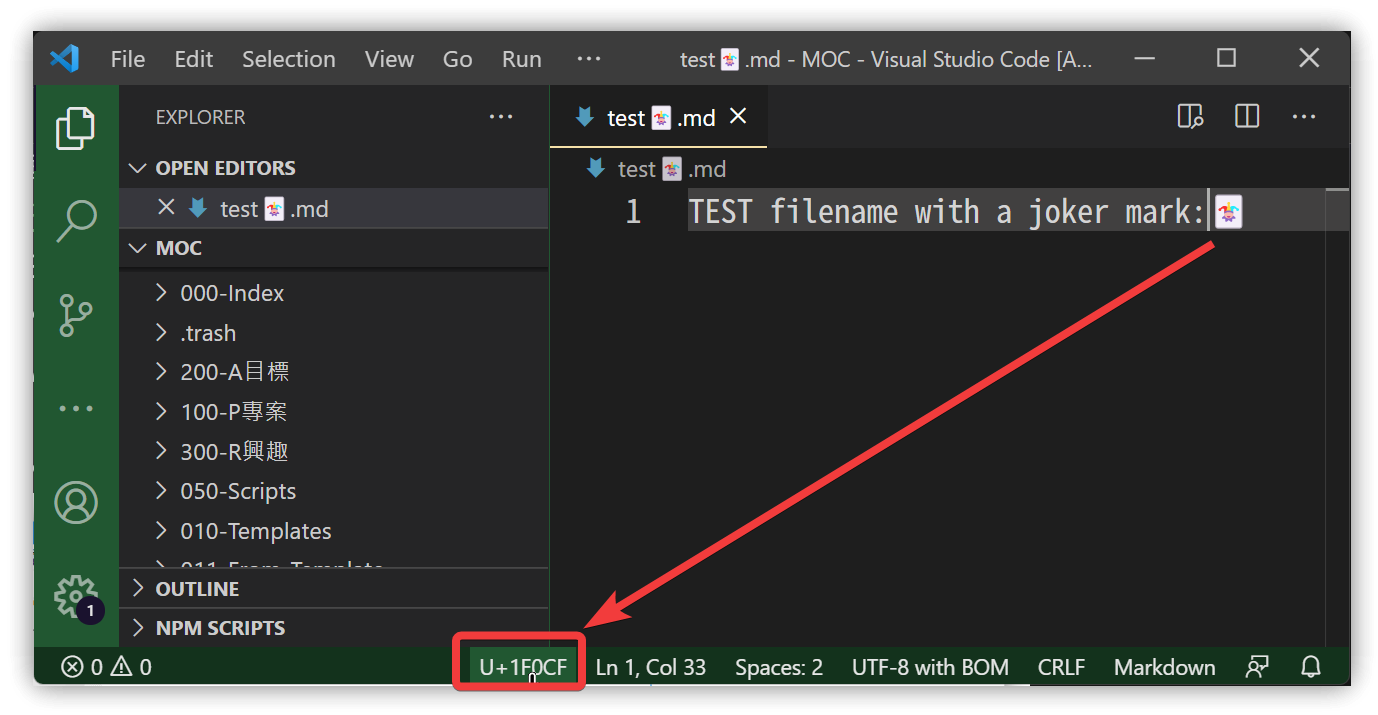 File Edit Selection View Go Run ··· test🃏.md - MOC - Visual Studio Code [A...
EXPLORER ···
test🃏.md
OPEN EDITORS
test🃏.md
test🃏.md
1 TEST filename with a joker mark:🃏
MOC
000-Index
.trash
200-A目標
100-P專案
300-R興趣
050-Scripts
010-Templates
011-From-Template
OUTLINE
1
NPM SCRIPTS
0 0 U+1F0CF Ln 1, Col 33 Spaces: 2 UTF-8 with BOM CRLF Markdown